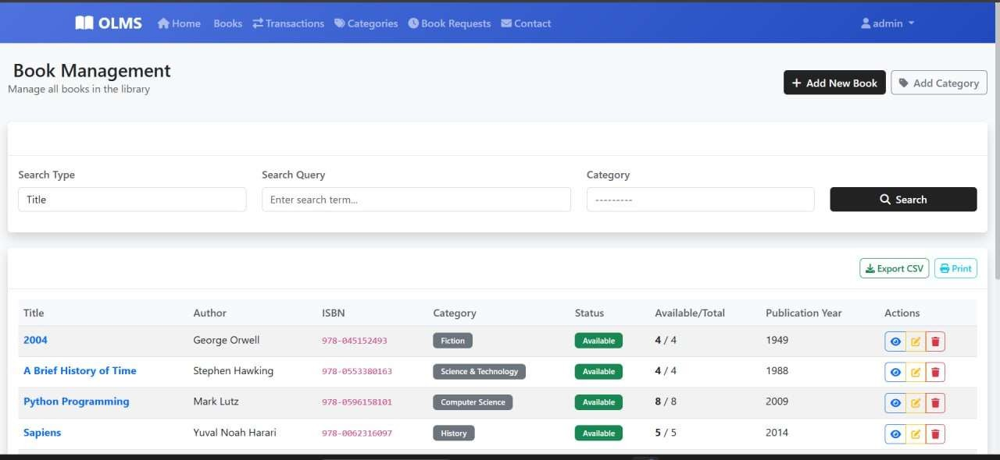 OLMS Home Books Transactions Categories Book Requests Contact admin
Book Management
Manage all books in the library
Add New Book Add Category
Search Type Search Query Category
Title Enter search term... --------- Search
Export CSV Print
Title Author ISBN Category Status Available/Total Publication Year Actions
2004 George Orwell 978-045152493 Fiction Available 4 / 4 1949
A Brief History of Time Stephen Hawking 978-0553380163 Science & Technology Available 4 / 4 1988
Python Programming Mark Lutz 978-0596158101 Computer Science Available 8 / 8 2009
Sapiens Yuval Noah Harari 978-0062316097 History Available 5 / 5 2014